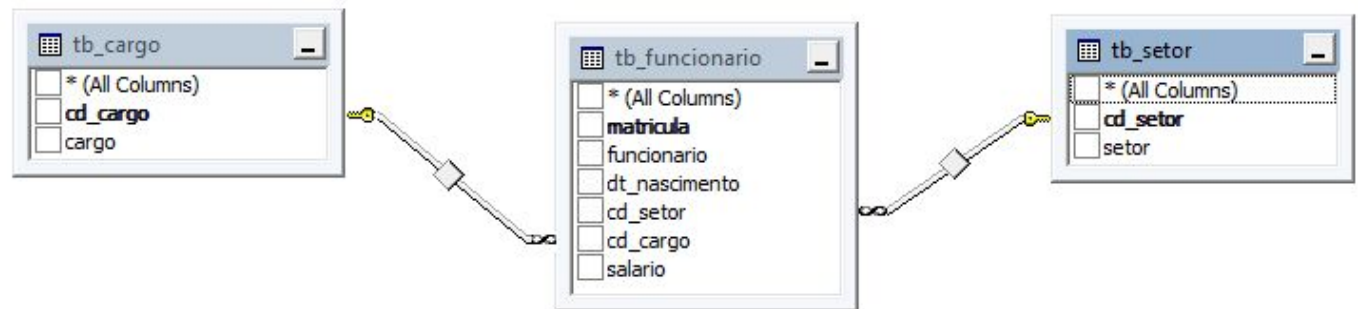 tb_cargo
* (All Columns)
cd_cargo
cargo
tb_funcionario
* (All Columns)
matricula
funcionario
dt_nascimento
cd_setor
cd_cargo
salario
tb_setor
* (All Columns)
cd_setor
setor